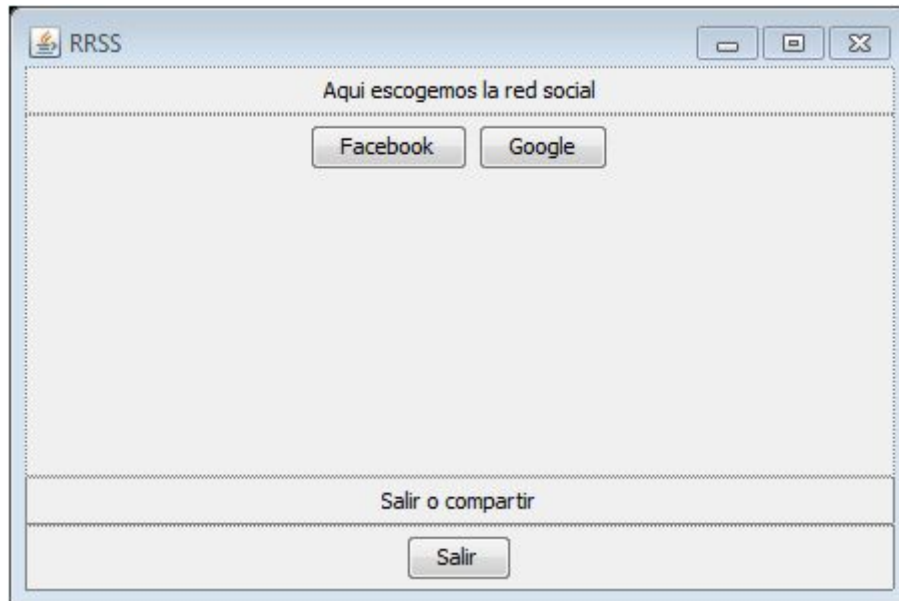 RRSS
Aqui escogemos la red social
Facebook Google
Salir o compartir
Salir